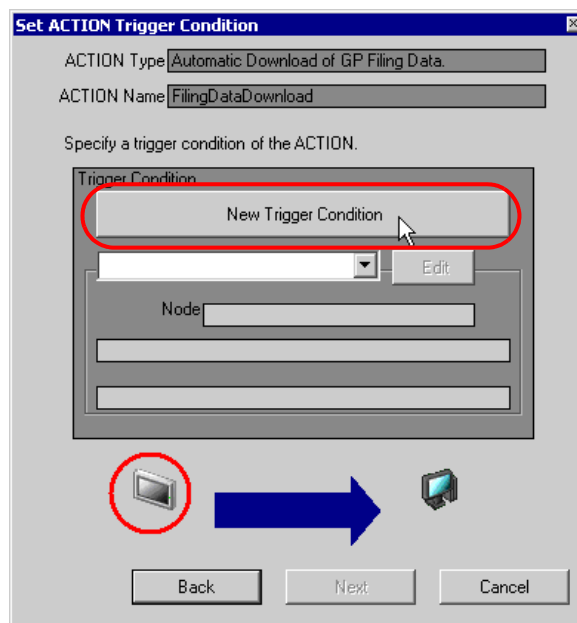 Set ACTION Trigger Condition
ACTION Type Automatic Download of GP Filing Data.
ACTION Name FilingDataDownload
Specify a trigger condition of the ACTION.
Trigger Condition
New Trigger Condition
Edit
Node
Back Next Cancel